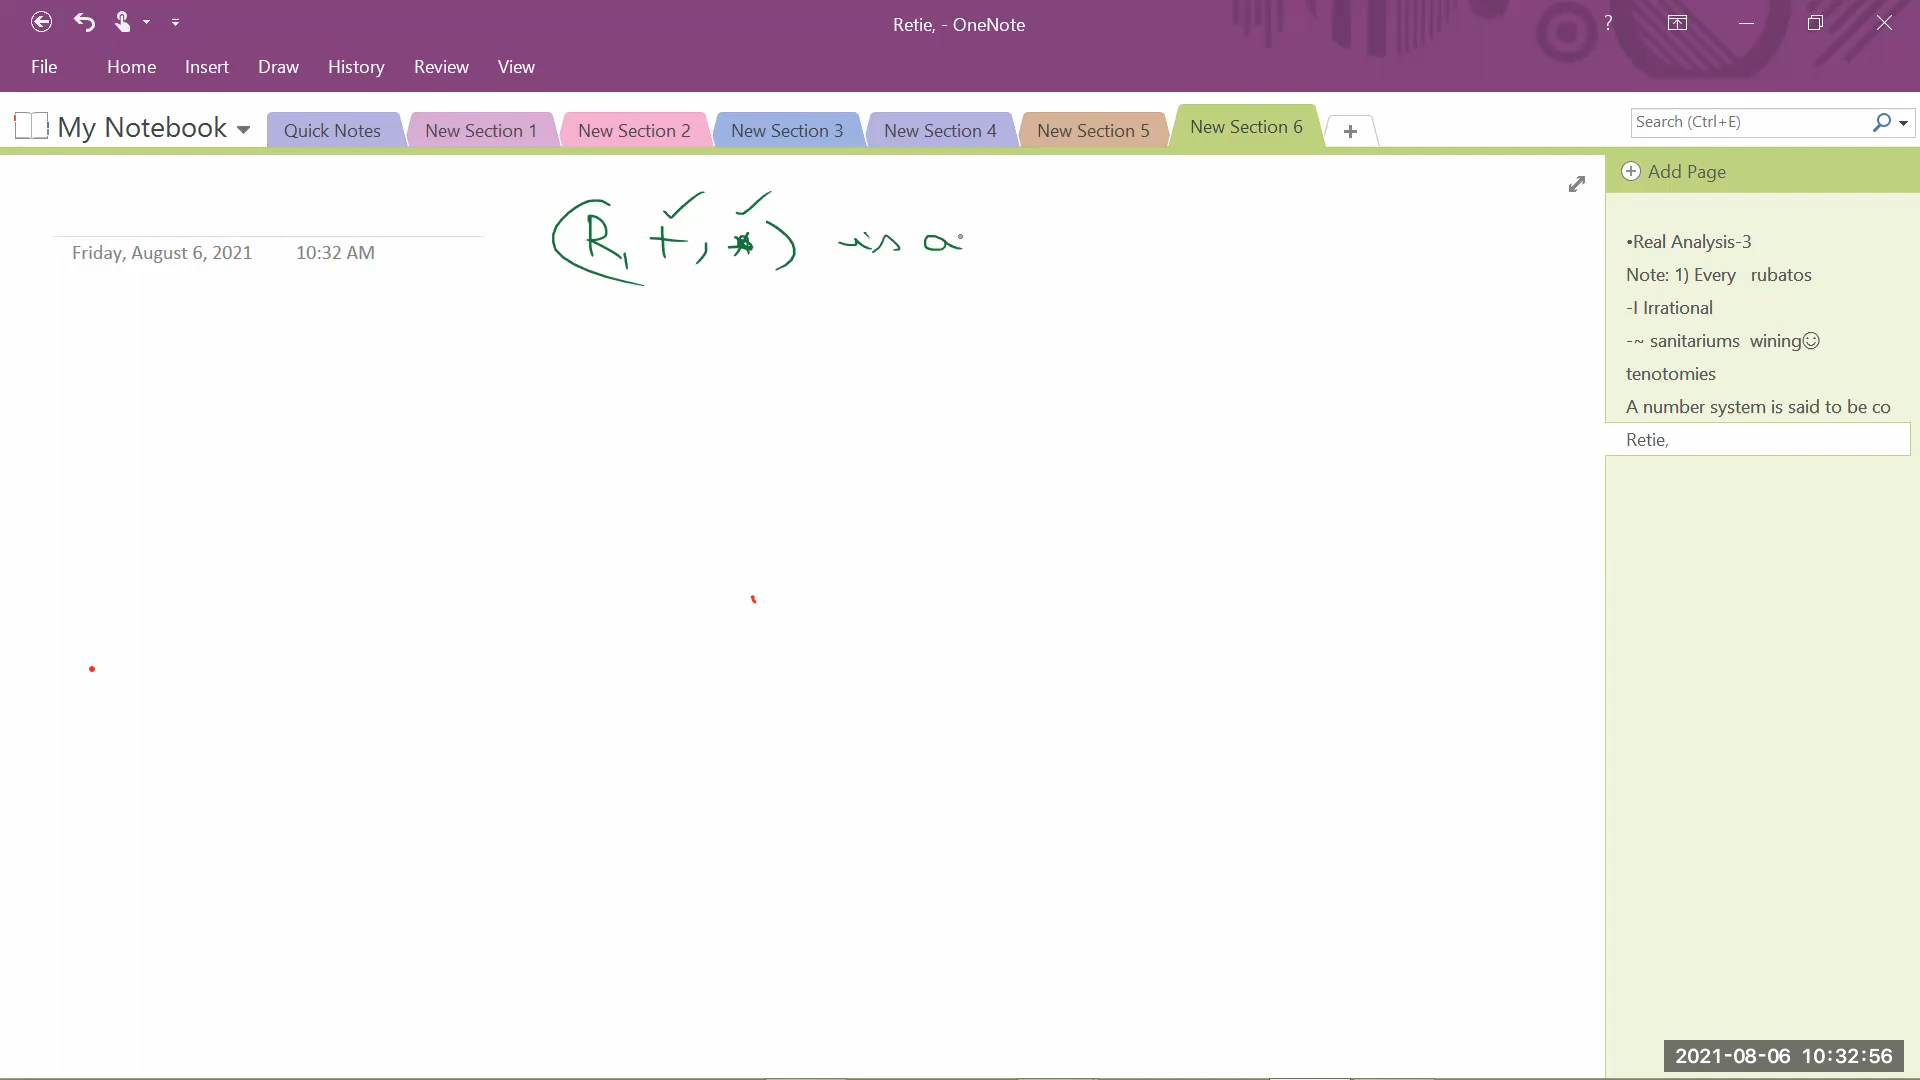 Retie, - OneNote
?
File Home Insert Draw History Review View
My Notebook
Quick Notes New Section 1 New Section 2 New Section 3 New Section 4 New Section 5 New Section 6 +
Search (Ctrl+E)
Add Page
(R, +, *) is a
Friday, August 6, 2021 10:32 AM
•Real Analysis-3
Note: 1) Every rubatos
-I Irrational
-~ sanitariums wining☺
tenotomies
A number system is said to be co
Retie,
2021-08-06 10:32:56